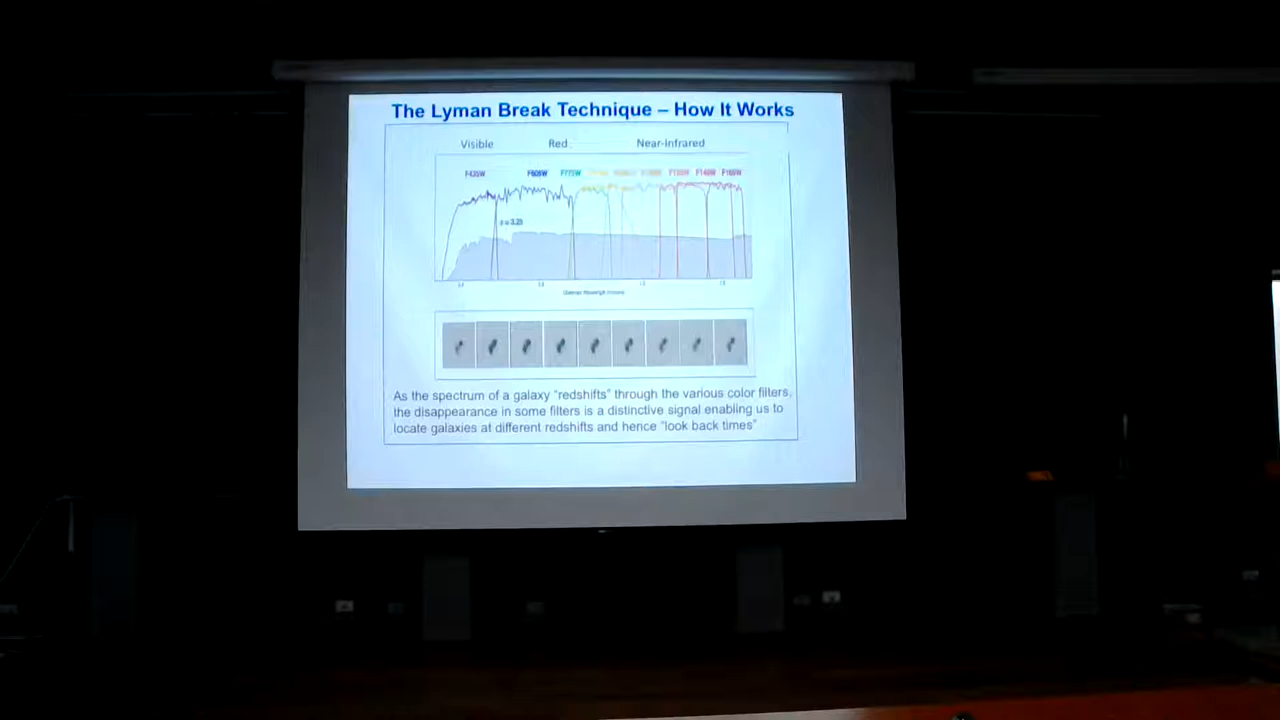 The Lyman Break Technique – How It Works
Visible Red Near-Infrared
F435W F606W F775W F125W F140W F160W
z = 3.25
As the spectrum of a galaxy “redshifts” through the various color filters,
the disappearance in some filters is a distinctive signal enabling us to
locate galaxies at different redshifts and hence “look back times”